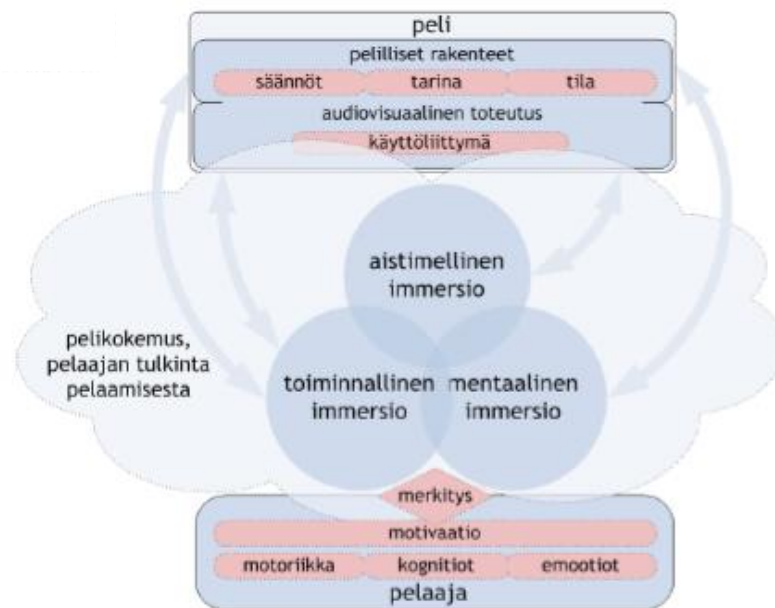 peli
pelilliset rakenteet
säännöt tarina tila
audiovisuaalinen toteutus
käyttöliittymä
aistimellinen
immersio
pelikokemus,
pelaajan tulkinta
pelaamisesta
toiminnallinen
immersio
mentaalinen
immersio
merkitys
motivaatio
motoriikka kognitiot emootiot
pelaaja